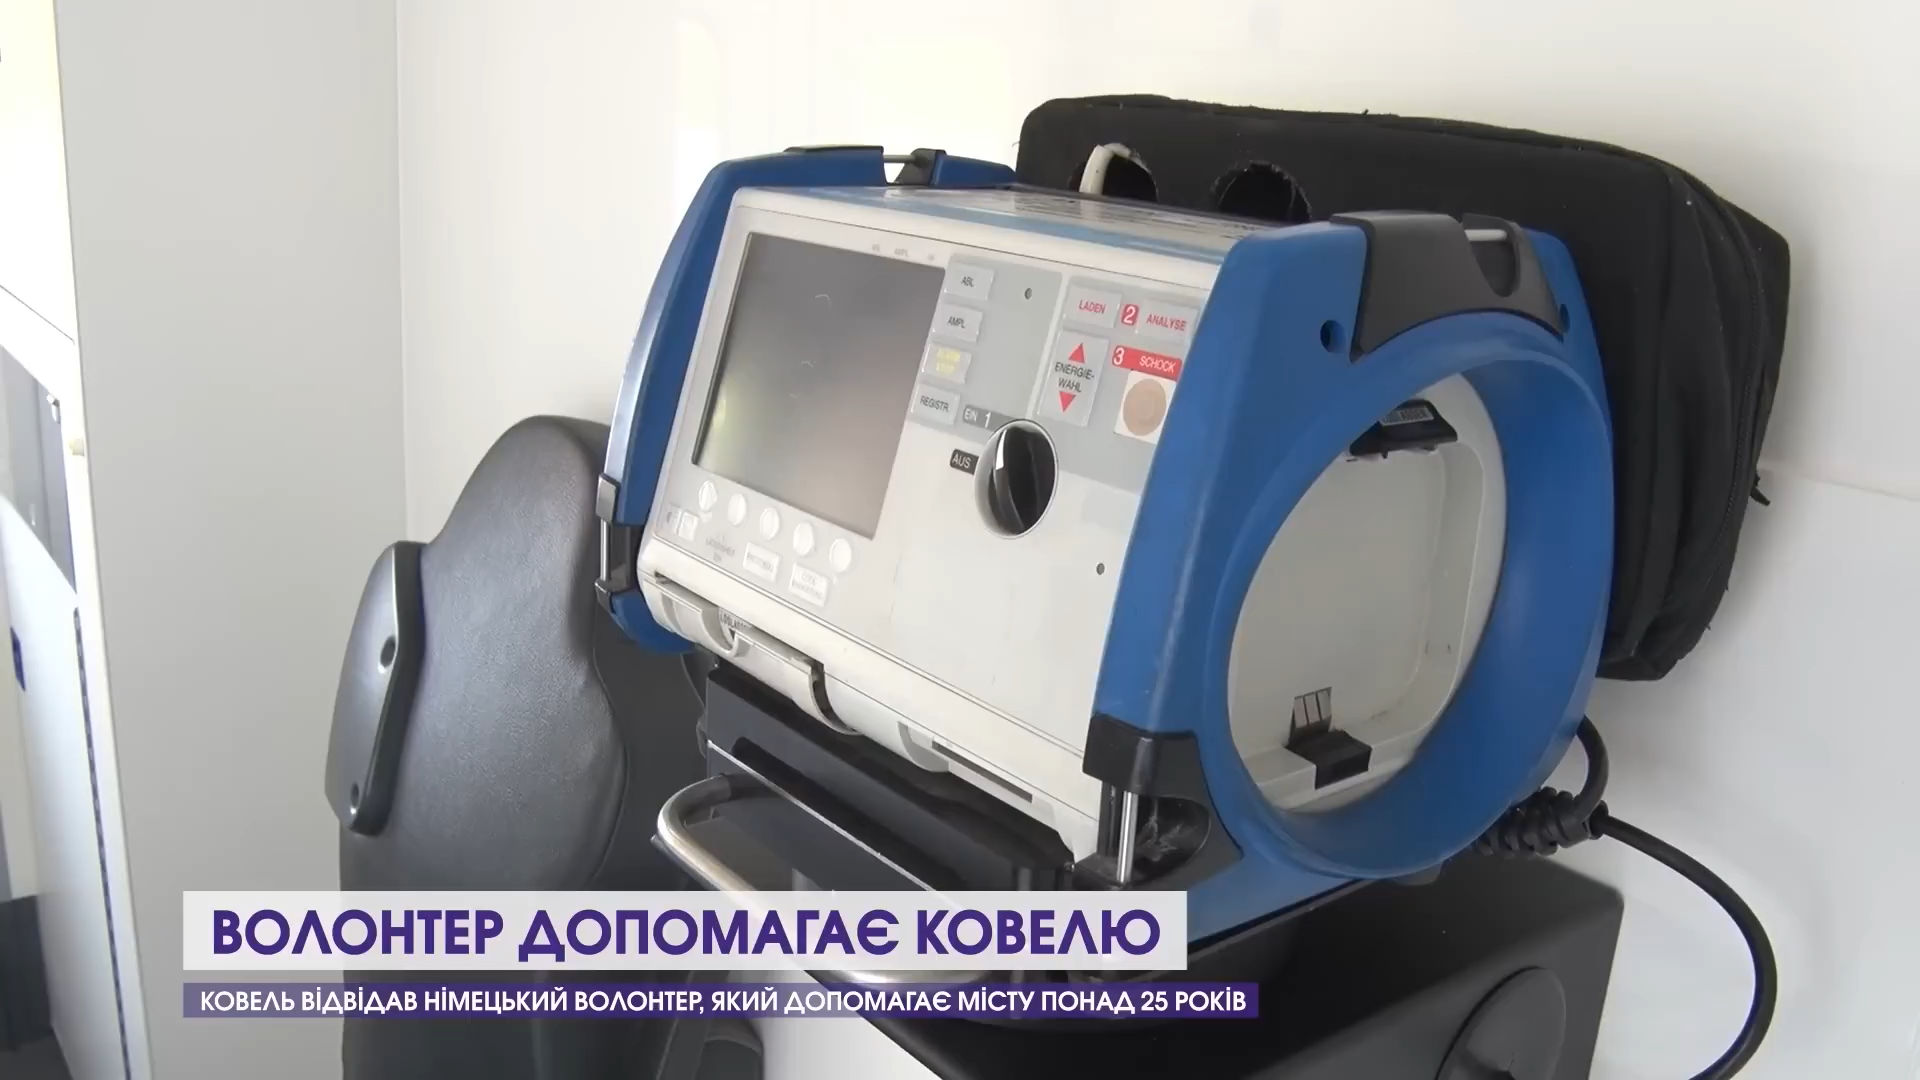 ABL
AMPL
ALARM
REGISTR.
EIN 1
AUS
LADEN 2 ANALYSE
ENERGIE-
WAHL
3 SCHOCK
ВОЛОНТЕР ДОПОМАГАЄ КОВЕЛЮ
КОВЕЛЬ ВІДВІДАВ НІМЕЦЬКИЙ ВОЛОНТЕР, ЯКИЙ ДОПОМАГАЄ МІСТУ ПОНАД 25 РОКІВ